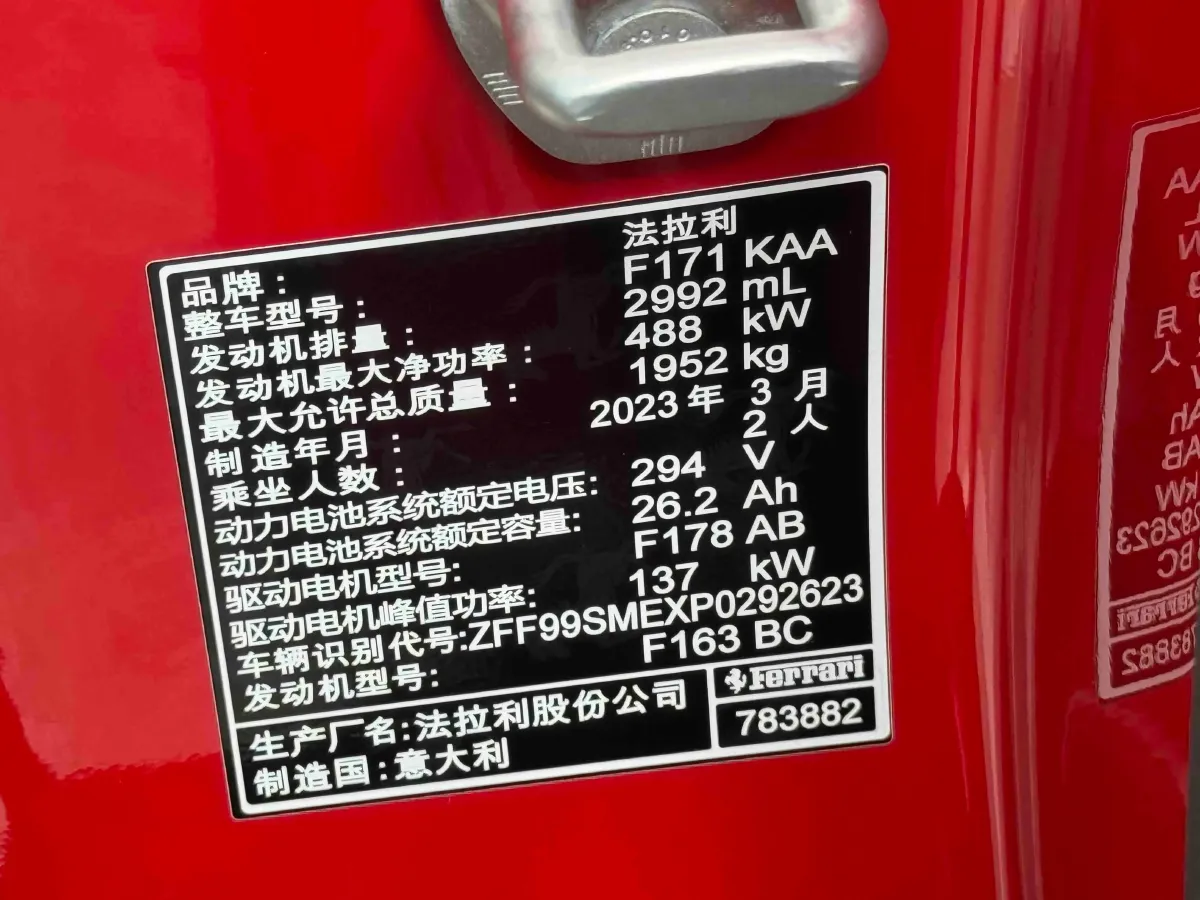 品牌： 法拉利
整车型号： F171 KAA
发动机排量： 2992 mL
发动机最大净功率： 488 kW
最大允许总质量： 1952 kg
制造年月： 2023年 3 月
乘坐人数： 2 人
动力电池系统额定电压: 294 V
动力电池系统额定容量: 26.2 Ah
驱动电机型号: F178 AB
驱动电机峰值功率: 137 kW
车辆识别代号:ZFF99SMEXP0292623
发动机型号: F163 BC
生产厂名:法拉利股份公司
制造国:意大利
Ferrari
783882